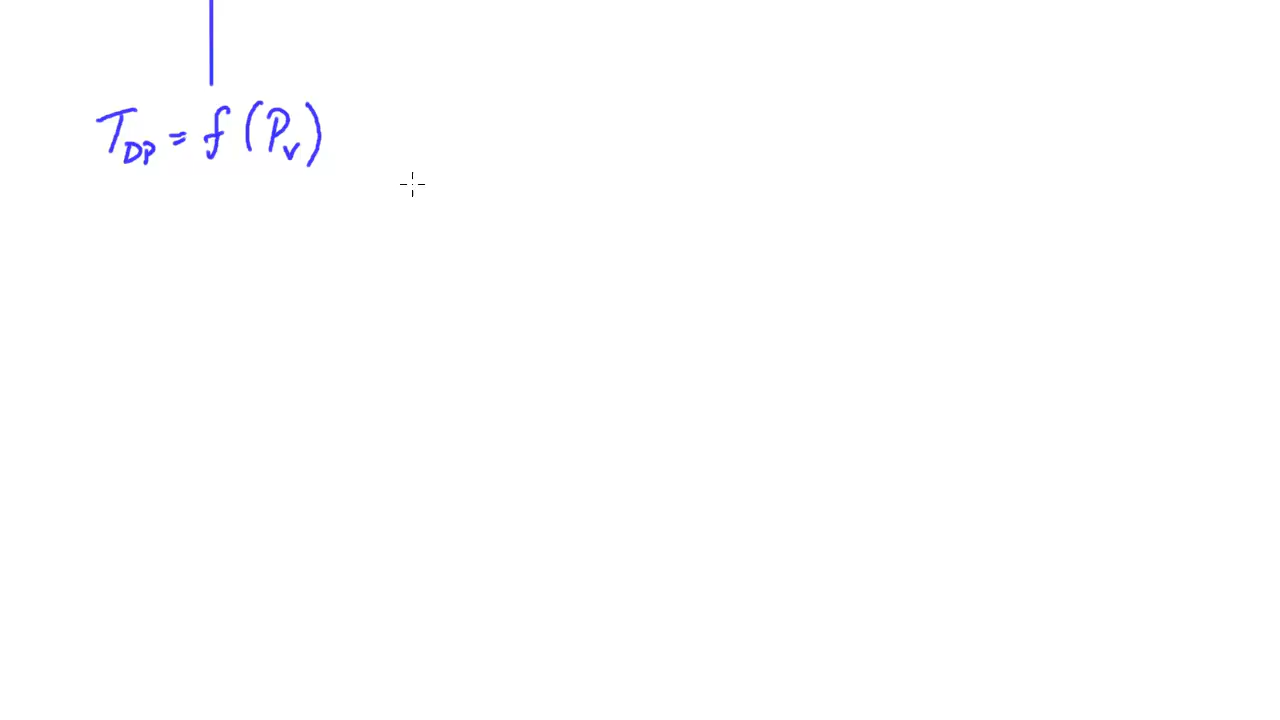 T_DP = f (P_v)